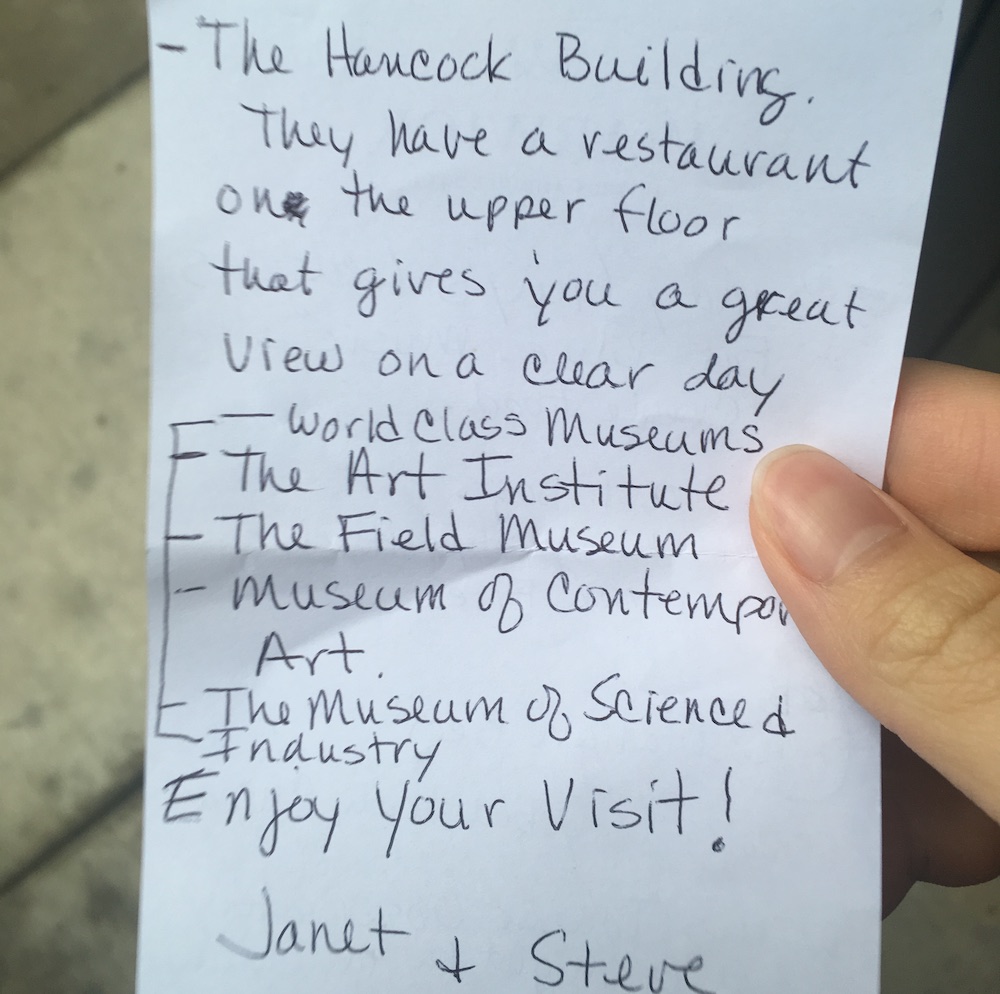 - The Hancock Building.
They have a restaurant
on the upper floor
that gives you a great
view on a clear day
— World Class Museums
- The Art Institute
- The Field Museum
- Museum of
Contempor
Art.
- The Museum of Science &
Industry
Enjoy Your Visit!
Janet + Steve